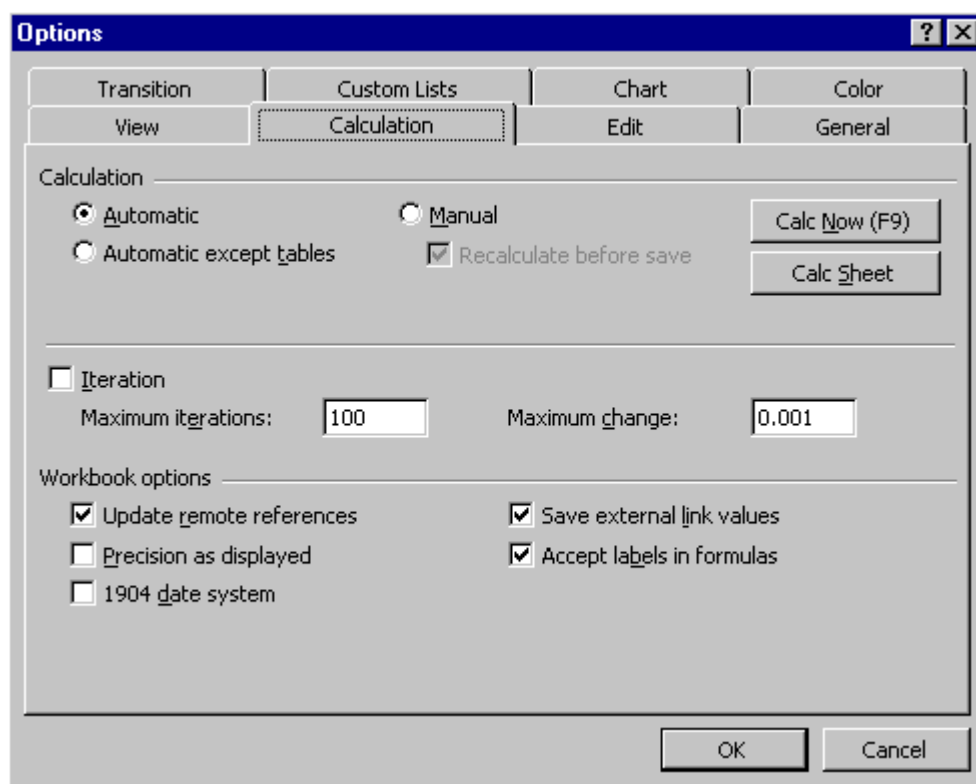 Options
Transition Custom Lists Chart Color
View Calculation Edit General
Calculation
Automatic Manual Calc Now (F9)
Automatic except tables Recalculate before save
Calc Sheet
Iteration
Maximum iterations: 100 Maximum change: 0.001
Workbook options
Update remote references Save external link values
Precision as displayed Accept labels in formulas
1904 date system
OK Cancel